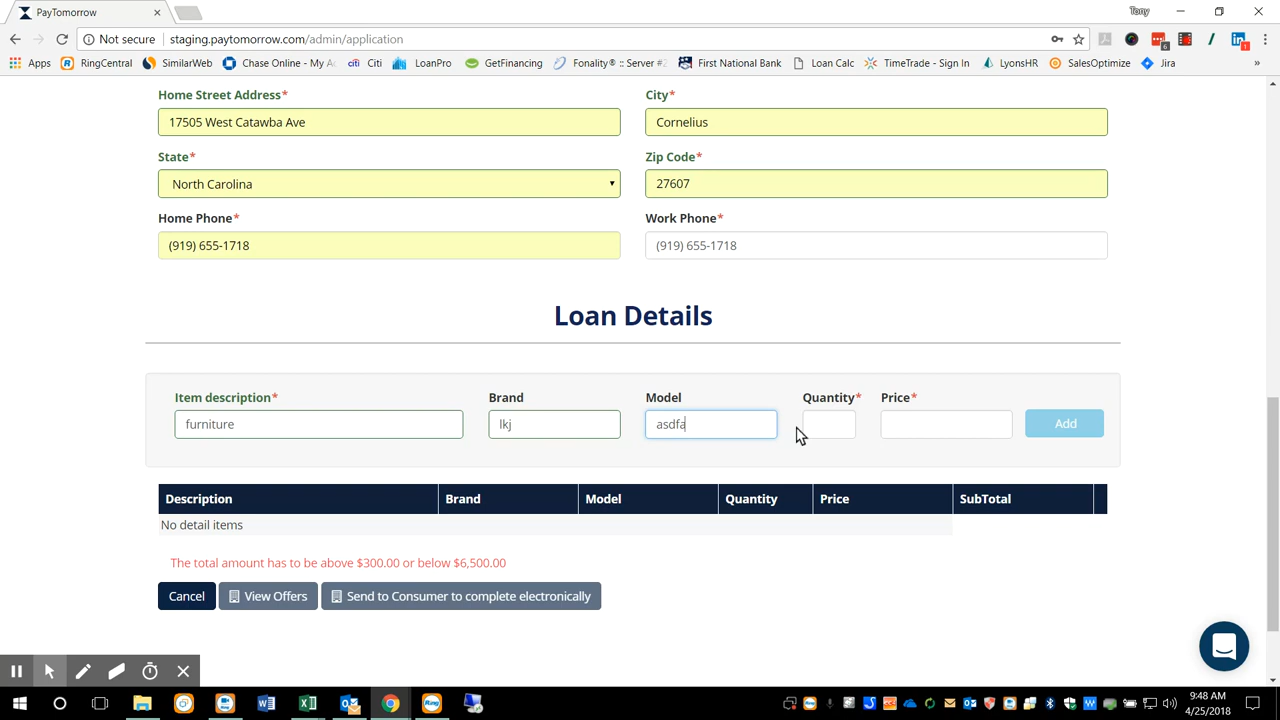 PayTomorrow
Tony
Not secure staging.paytomorrow.com/admin/application
Apps RingCentral SimilarWeb Chase Online - My Ac citi Citi LoanPro GetFinancing Fonality® :: Server #2 First National Bank Loan Calc TimeTrade - Sign In LyonsHR SalesOptimize Jira »
Home Street Address* City*
17505 West Catawba Ave Cornelius
State* Zip Code*
North Carolina 27607
Home Phone* Work Phone*
(919) 655-1718 (919) 655-1718
Loan Details
Item description* Brand Model Quantity* Price*
furniture lkj asdfa Add
Description Brand Model Quantity Price SubTotal
No detail items
The total amount has to be above $300.00 or below $6,500.00
Cancel View Offers Send to Consumer to complete electronically
9:48 AM
4/25/2018